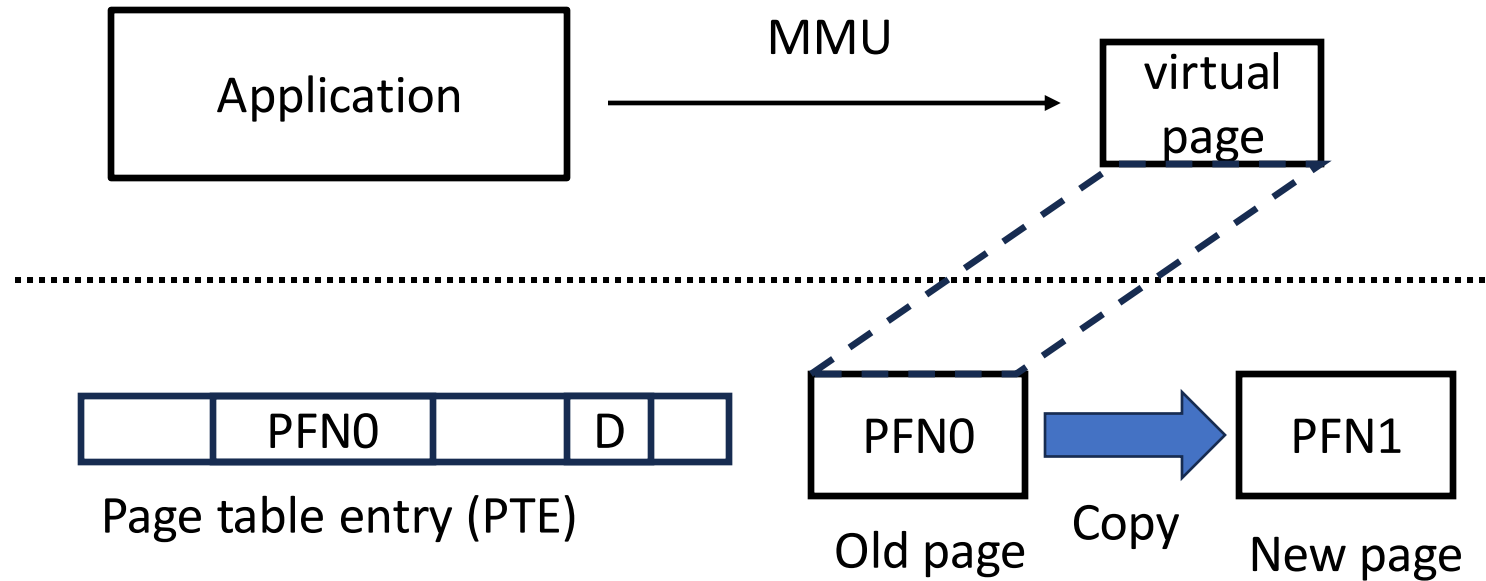 Application
MMU
virtual
page
PFN0
D
PFN0
PFN1
Page table entry (PTE)
Old page
Copy
New page